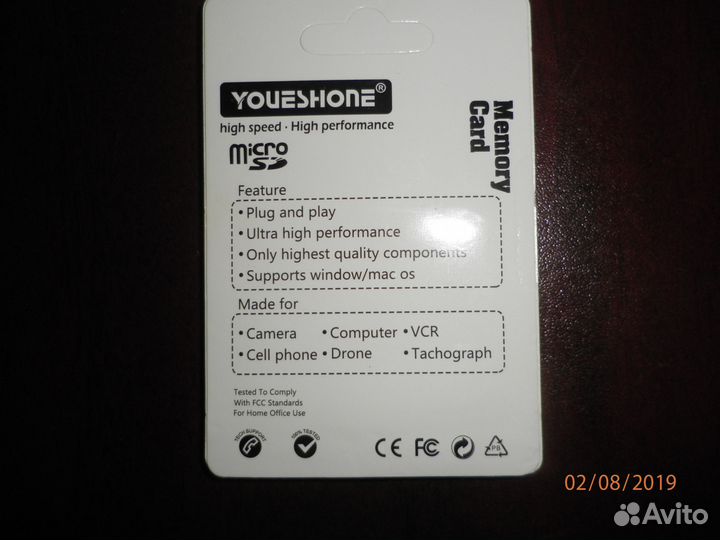 YOUESHONE®
high speed · High performance
Micro SD
Memory Card
Feature
• Plug and play
• Ultra high performance
• Only highest quality components
• Supports window/mac os
Made for
• Camera • Computer • VCR
• Cell phone • Drone • Tachograph
Tested To Comply
With FCC Standards
For Home Office Use
TECH SUPPORT
100% TESTED
CE FC
PB
02/08/2019
Avito